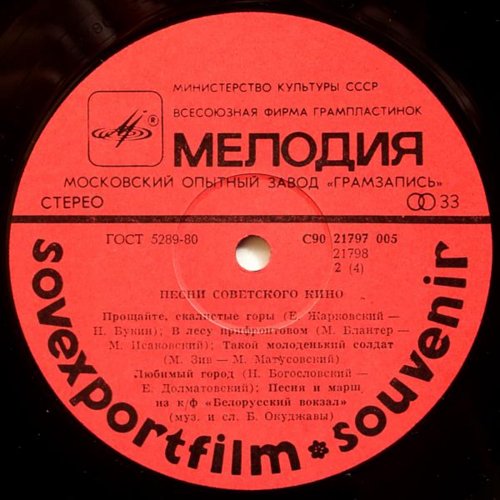 МИНИСТЕРСТВО КУЛЬТУРЫ СССР
ВСЕСОЮЗНАЯ ФИРМА ГРАМПЛАСТИНОК
®
МЕЛОДИЯ
МОСКОВСКИЙ ОПЫТНЫЙ ЗАВОД «ГРАМЗАПИСЬ»
СТЕРЕО 33
ГОСТ 5289-80 С90 21797 005
21798
2 (4)
ПЕСНИ СОВЕТСКОГО КИНО
Прощайте, скалистые горы (Е. Жарковский —
Н. Букин); В лесу прифронтовом (М. Блантер —
М. Исаковский); Такой молоденький солдат
(М. Зив — М. Матусовский)
Любимый город (Н. Богословский —
Е. Долматовский); Песня и марш
из к/ф «Белорусский вокзал»
(муз. и сл. Б. Окуджавы)
sovexportfilm * souvenir